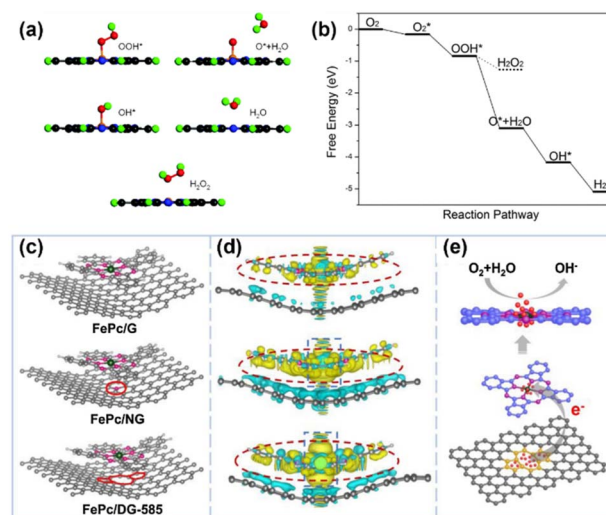 (a)
OOH*
O*+H₂O
OH*
H₂O
H₂O₂
(b)
Free Energy (eV)
0
-1
-2
-3
-4
-5
O₂
O₂*
OOH*
H₂O₂
O*+H₂O
OH*
H₂
Reaction Pathway
(c)
FePc/G
FePc/NG
FePc/DG-585
(d)
(e)
O₂+H₂O
OH⁻
e⁻